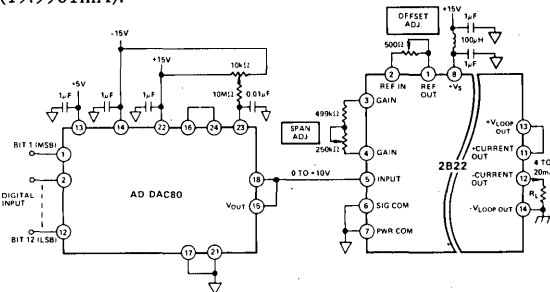 (19.9961mA).
-15V
+15V
+5V
1μF
1μF
1μF
10kΩ
10MΩ
0.01μF
13
14
22
16
24
23
BIT 1 (MSB)
1
2
DIGITAL
INPUT
BIT 12 (LSB)
12
AD DAC80
18
VOUT
15
17
21
0 TO +10V
OFFSET
ADJ.
500Ω
+15V
1μF
100μH
1μF
2
1
8
REF IN
REF
OUT
+VS
499kΩ
SPAN
ADJ
250kΩ
3
GAIN
4
GAIN
5
INPUT
6
SIG COM
7
PWR COM
2B22
+VLOOP
OUT
13
+CURRENT
OUT
11
-CURRENT
OUT
12
4 TO
20mA
RL
-VLOOP OUT
14